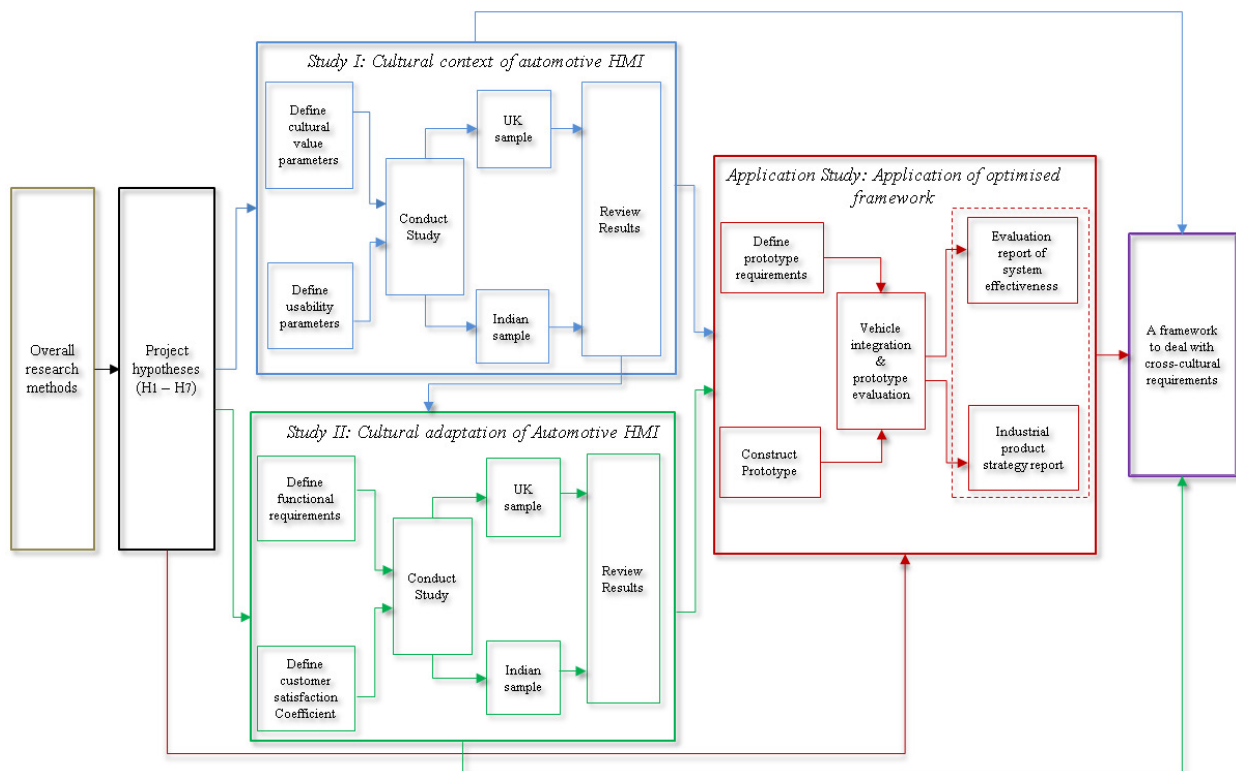 Overall
research
methods
Project
hypotheses
(H1 – H7)
Study I: Cultural context of automotive HMI
Define
cultural
value
parameters
Define
usability
parameters
Conduct
Study
UK
sample
Indian
sample
Review
Results
Study II: Cultural adaptation of Automotive HMI
Define
functional
requirements
Define
customer
satisfaction
Coefficient
Conduct
Study
UK
sample
Indian
sample
Review
Results
Application Study: Application of optimised
framework
Define
prototype
requirements
Construct
Prototype
Vehicle
integration
&
prototype
evaluation
Evaluation
report of
system
effectiveness
Industrial
product
strategy report
A framework
to deal with
cross-cultural
requirements